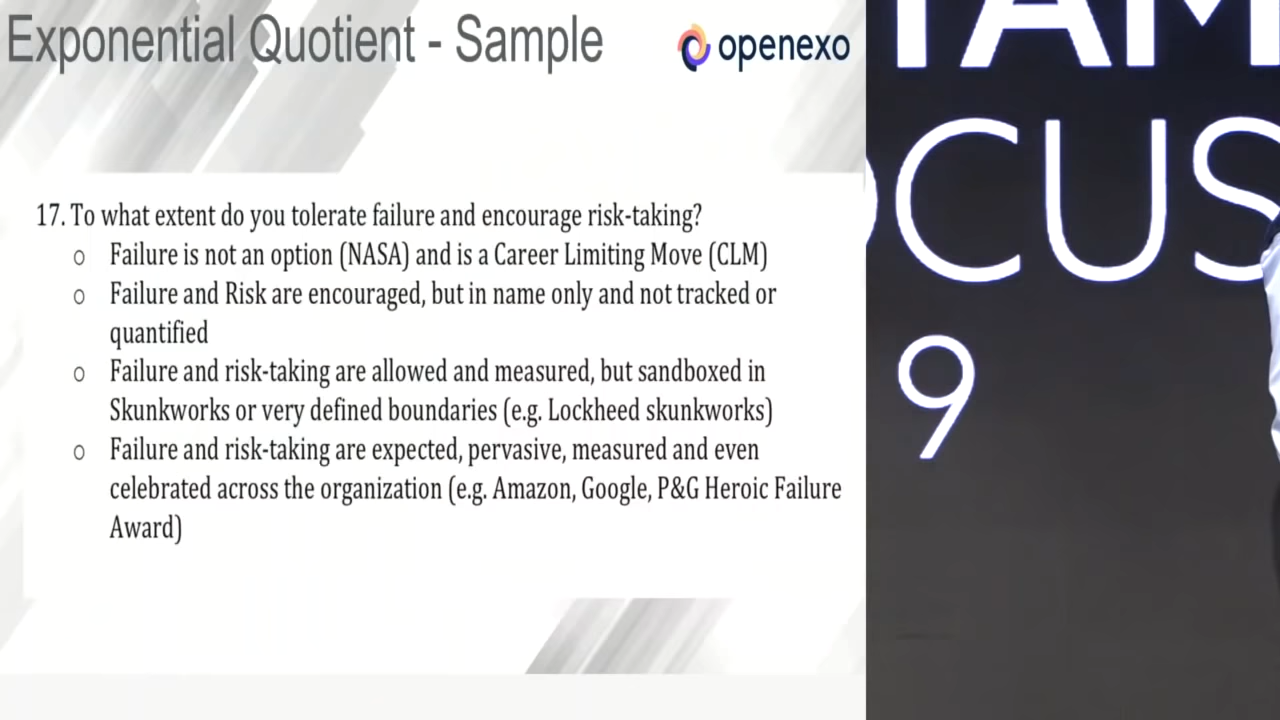 Exponential Quotient - Sample
openexo
17. To what extent do you tolerate failure and encourage risk-taking?
o Failure is not an option (NASA) and is a Career Limiting Move (CLM)
o Failure and Risk are encouraged, but in name only and not tracked or
quantified
o Failure and risk-taking are allowed and measured, but sandboxed in
Skunkworks or very defined boundaries (e.g. Lockheed skunkworks)
o Failure and risk-taking are expected, pervasive, measured and even
celebrated across the organization (e.g. Amazon, Google, P&G Heroic Failure
Award)
CUS
9